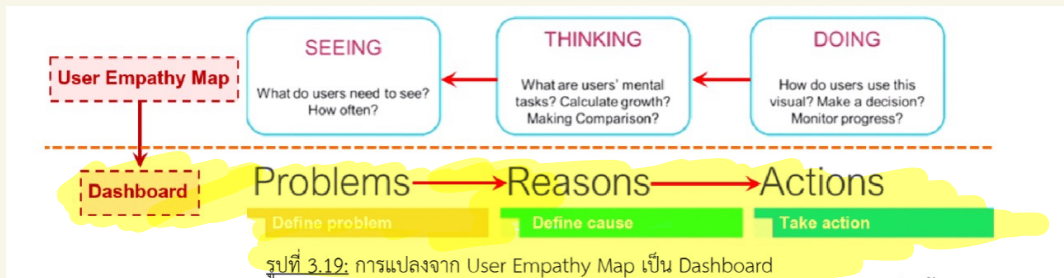 SEEING
What do users need to see?
How often?
THINKING
What are users' mental
tasks? Calculate growth?
Making Comparison?
DOING
How do users use this
visual? Make a decision?
Monitor progress?
User Empathy Map
Dashboard
Problems
Reasons
Actions
Define problem
Define cause
Take action
รูปที่ 3.19: การแปลงจาก User Empathy Map เป็น Dashboard